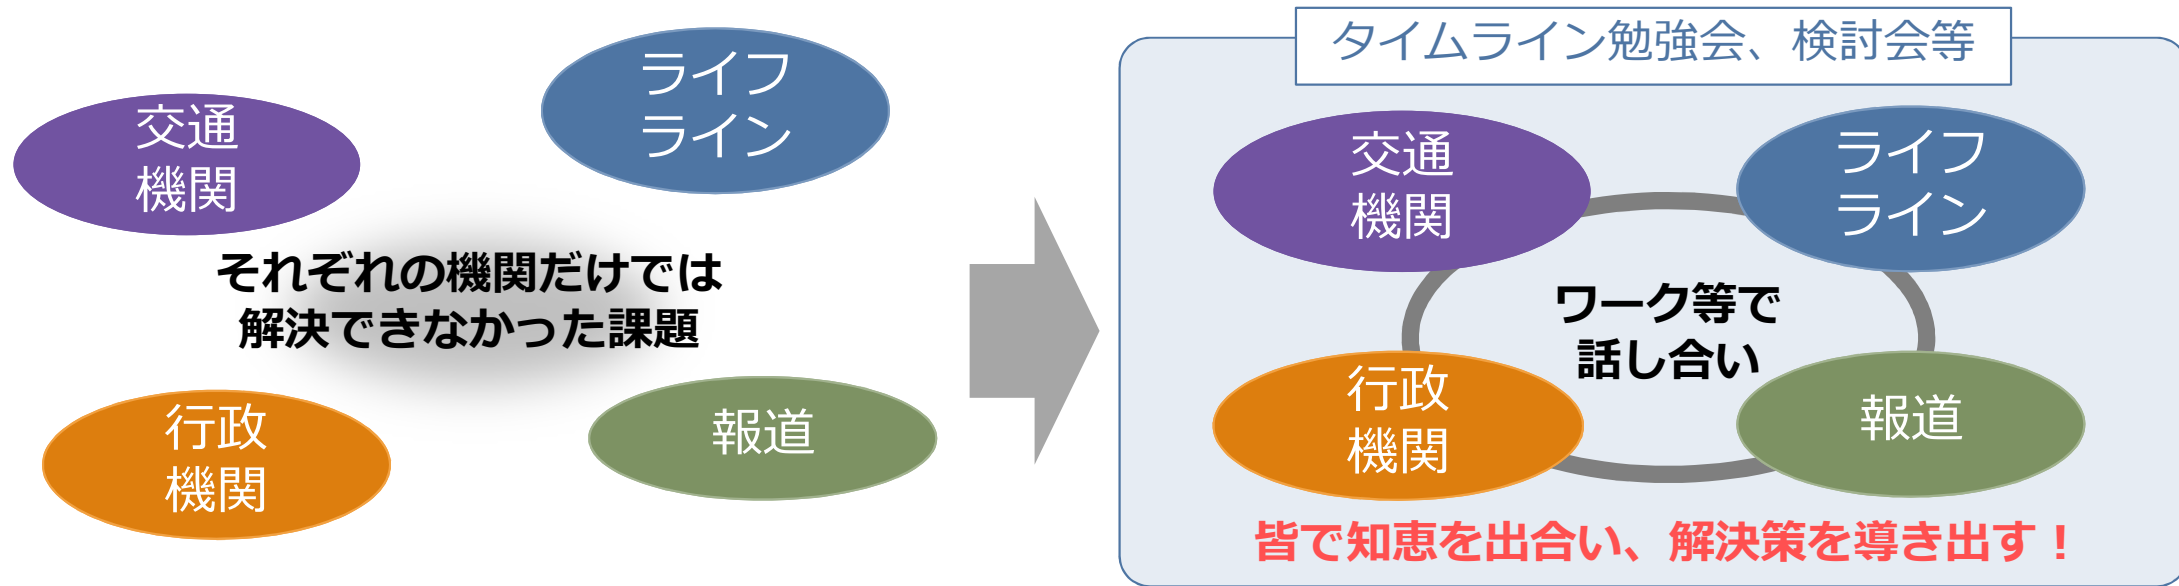 交通
機関
ライフ
ライン
それぞれの機関だけでは
解決できなかった課題
行政
機関
報道
タイムライン勉強会、検討会等
交通
機関
ライフ
ライン
ワーク等で
話し合い
行政
機関
報道
皆で知恵を出合い、解決策を導き出す！